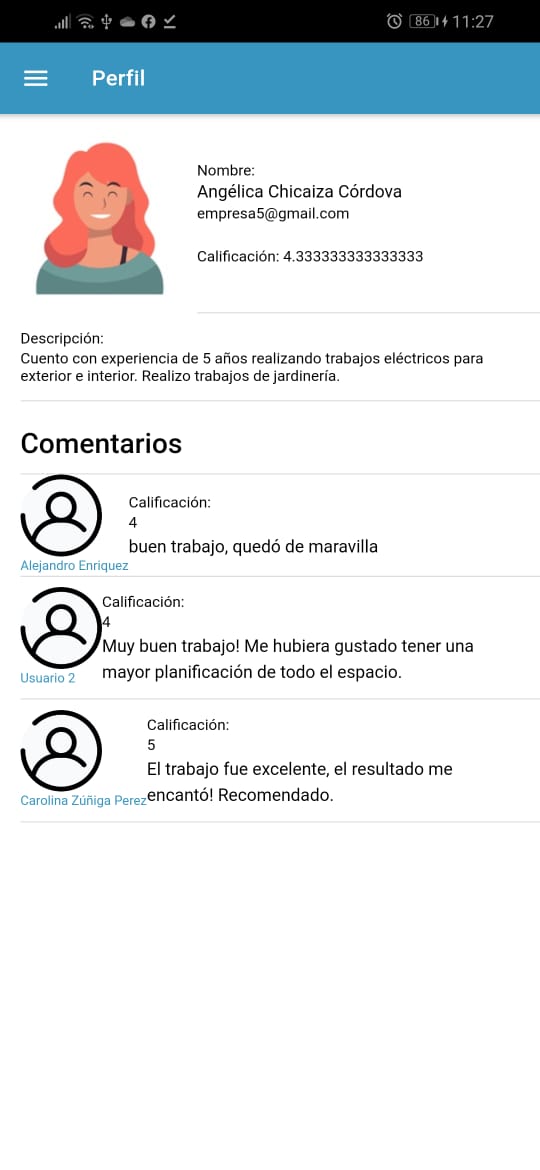 86 11:27
Perfil
Nombre:
Angélica Chicaiza Córdova
empresa5@gmail.com
Calificación: 4.333333333333333
Descripción:
Cuento con experiencia de 5 años realizando trabajos eléctricos para
exterior e interior. Realizo trabajos de jardinería.
Comentarios
Calificación:
4
buen trabajo, quedó de maravilla
Alejandro Enriquez
Calificación:
4
Muy buen trabajo! Me hubiera gustado tener una
mayor planificación de todo el espacio.
Usuario 2
Calificación:
5
El trabajo fue excelente, el resultado me
encantó! Recomendado.
Carolina Zúñiga Perez